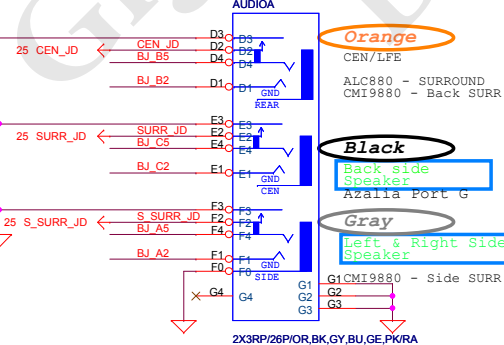 AUDIOA
D3 D3 Orange
25 CEN_JD CEN_JD D2 D2
BJ_B5 D4 D4 CEN/LFE
ALC880 - SURROUND
BJ_B2 D1 D1 GND CMI9880 - Back SURR
REAR
E3 E3
25 SURR_JD SURR_JD E2 E2
BJ_C5 E4 E4 Black
Back side
Speaker
BJ_C2 E1 E1 GND Azalia Port G
CEN
F3 F3 Gray
25 S_SURR_JD S_SURR_JD F2 F2
BJ_A5 F4 F4 Left & Right Side
Speaker
BJ_A2 F1 F1 GND
F0 F0 SIDE
G1 G1 CMI9880 - Side SURR
G4 G4 G2 G2
G3 G3
2X3RP/26P/OR,BK,GY,BU,GE,PK/RA